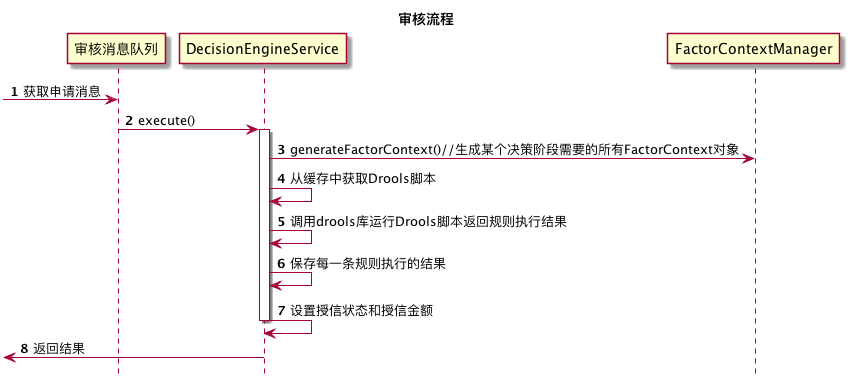 审核流程
审核消息队列
DecisionEngineService
FactorContextManager
1 获取申请消息
2 execute()
3 generateFactorContext()//生成某个决策阶段需要的所有FactorContext对象
4 从缓存中获取Drools脚本
5 调用drools库运行Drools脚本返回规则执行结果
6 保存每一条规则执行的结果
7 设置授信状态和授信金额
8 返回结果